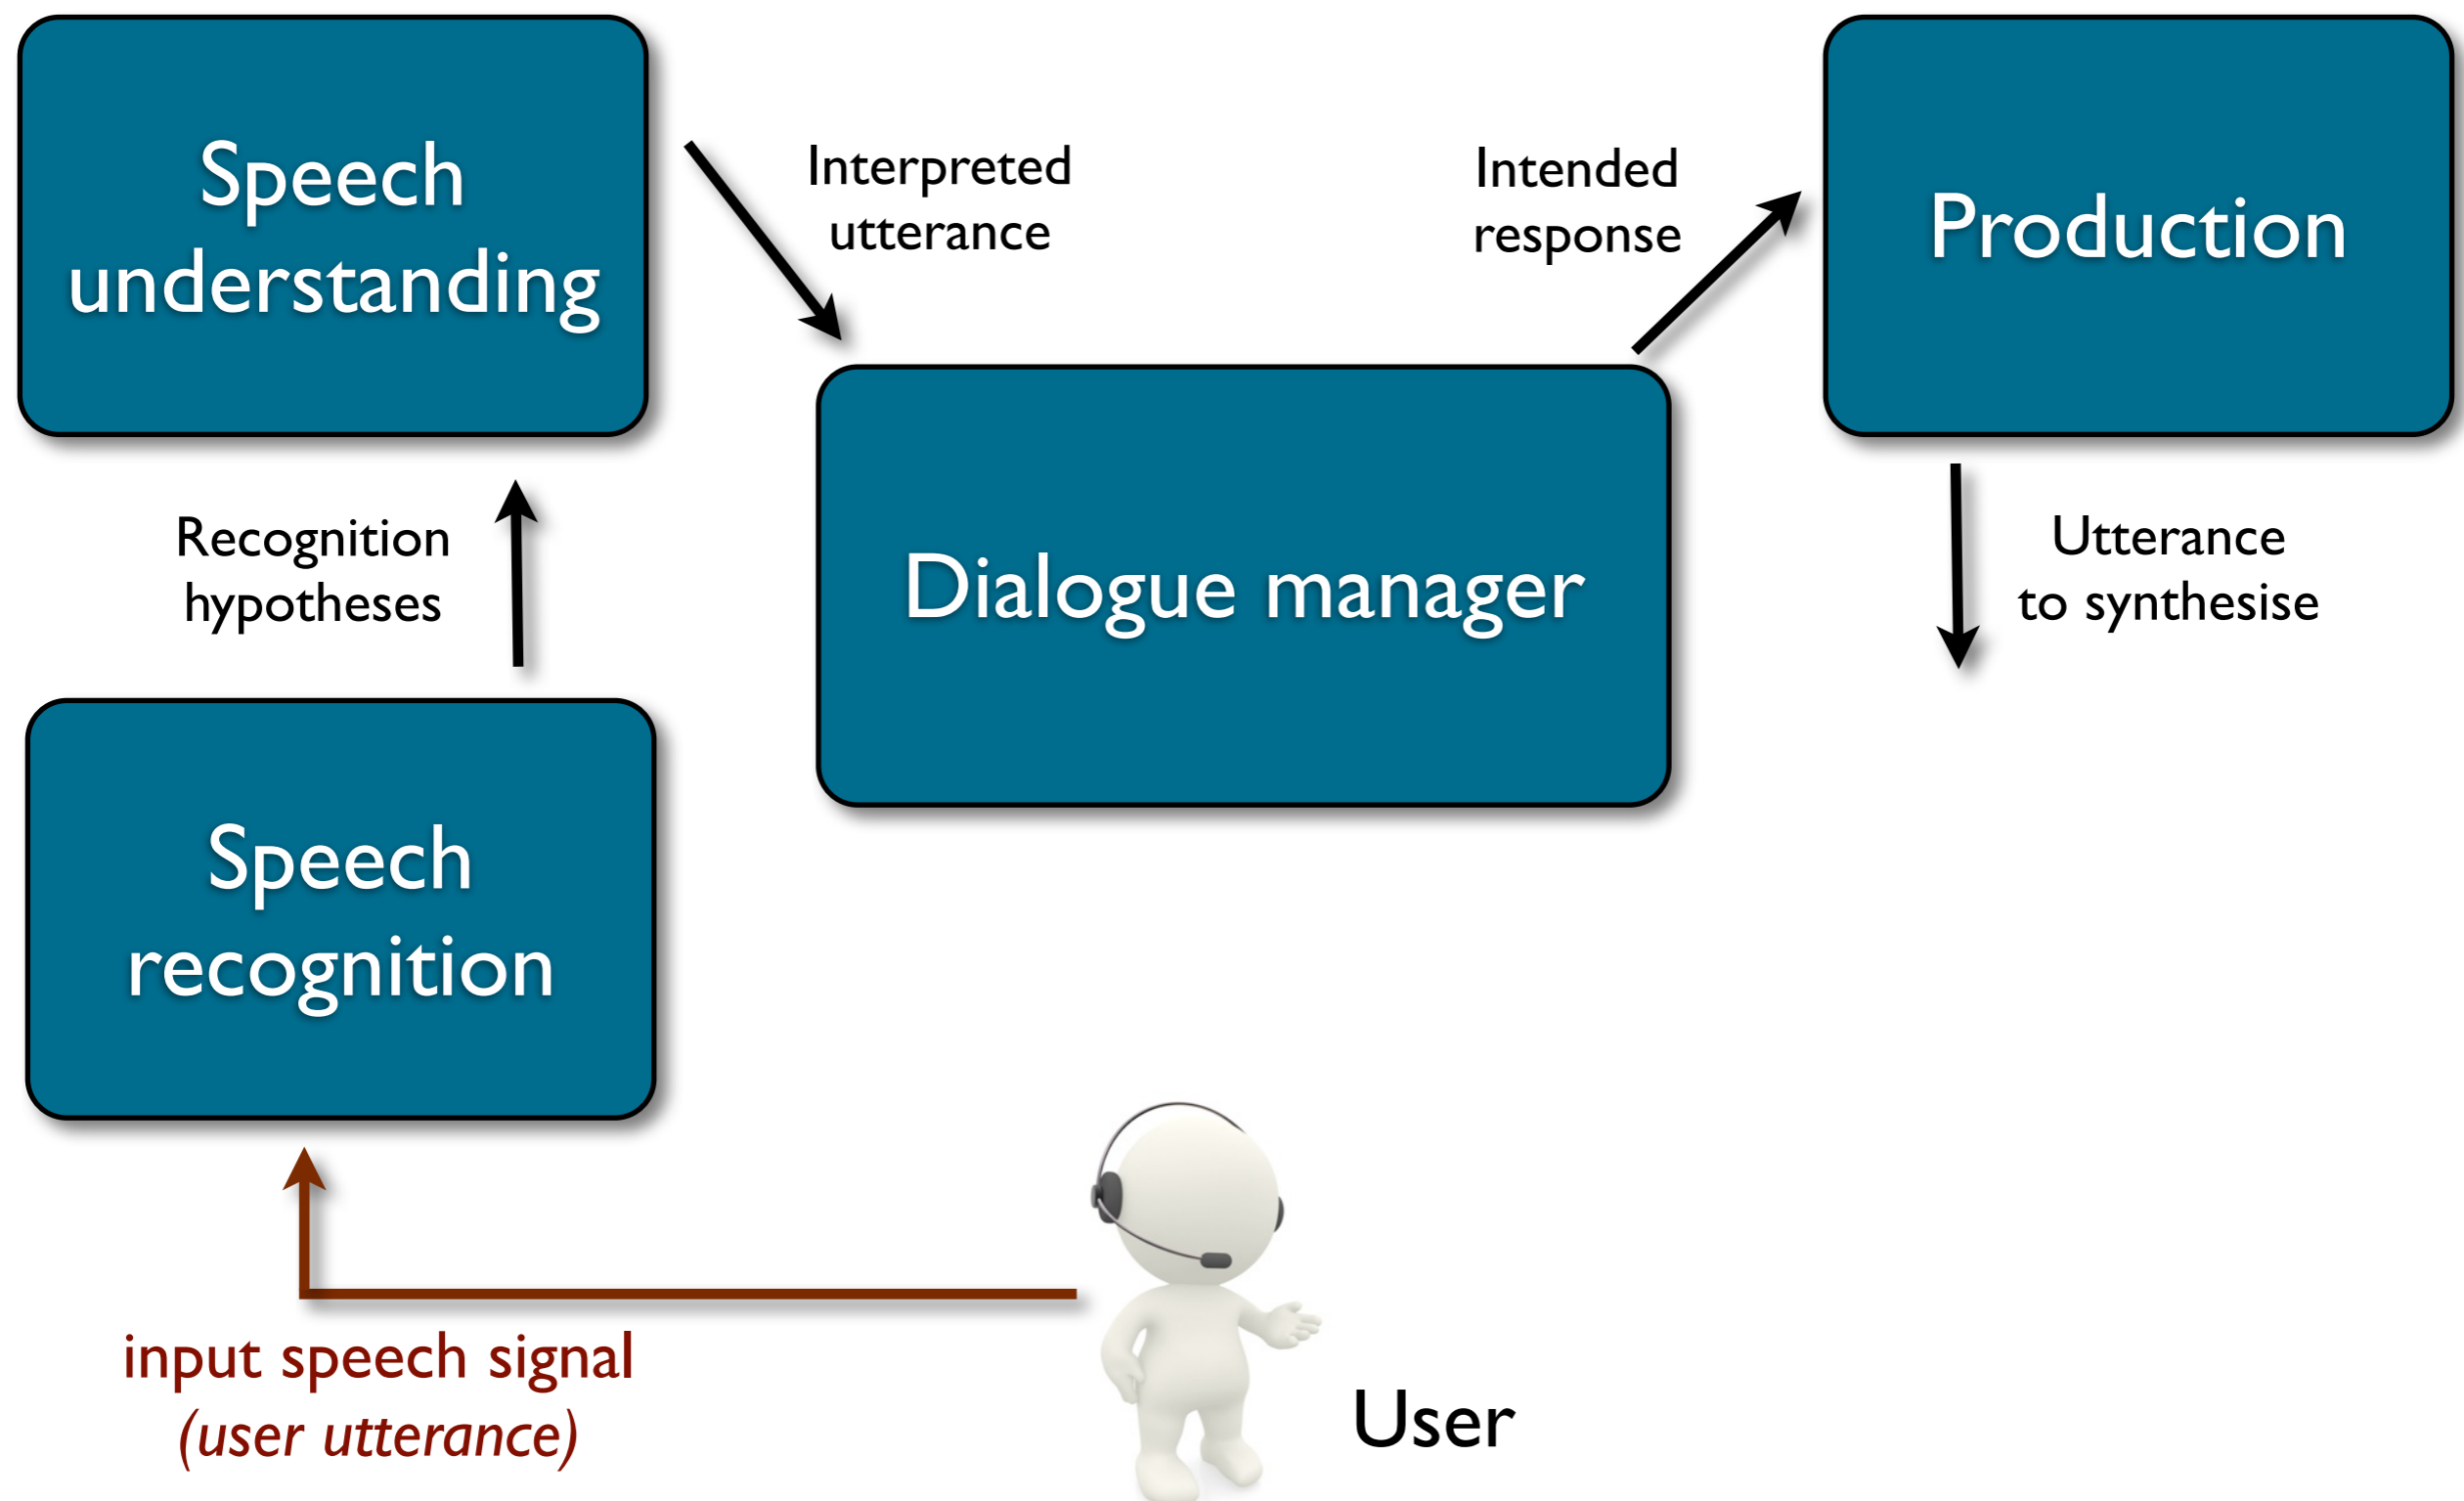 Speech
understanding
Interpreted
utterance
Intended
response
Production
Recognition
hypotheses
Dialogue manager
Utterance
to synthesise
Speech
recognition
input speech signal
(user utterance)
User